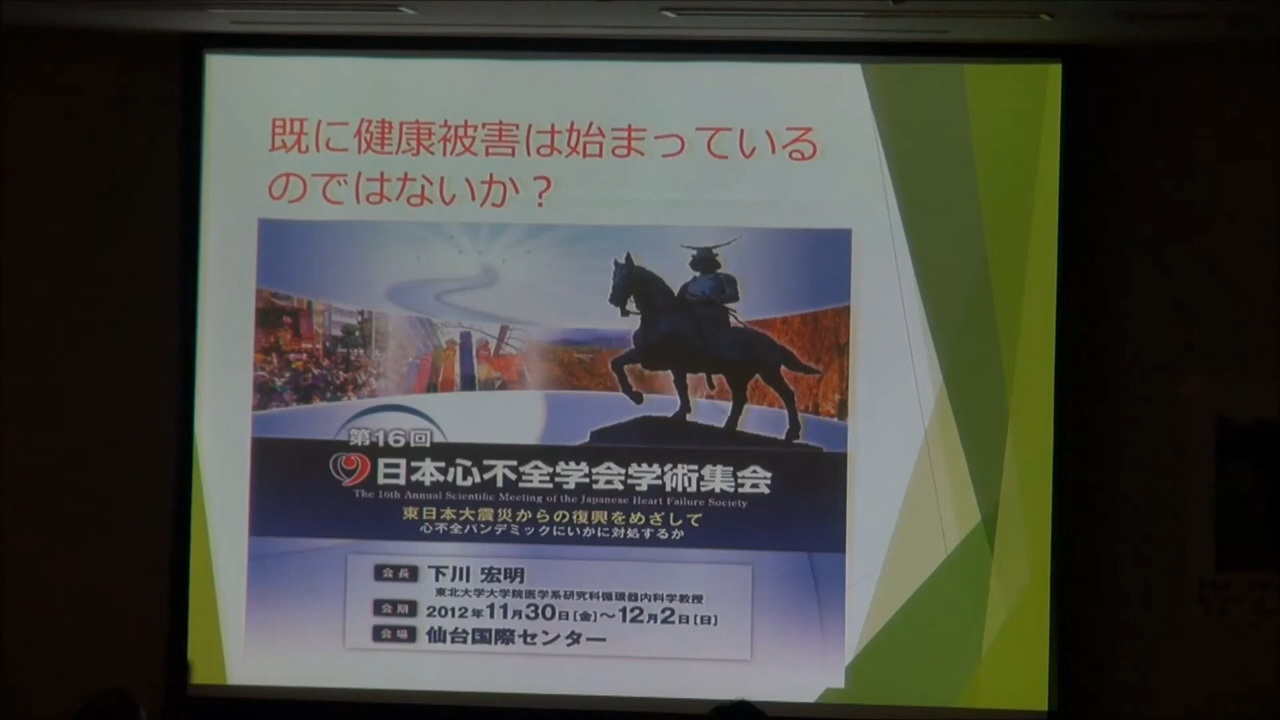 既に健康被害は始まっている
のではないか？
第16回
日本心不全学会学術集会
The 16th Annual Scientific Meeting of the Japanese Heart Failure Society
東日本大震災からの復興をめざして
心不全パンデミックにいかに対処するか
会長 下川 宏明
東北大学大学院医学系研究科循環器内科学教授
会期 2012年11月30日[金]～12月2日[日]
会場 仙台国際センター